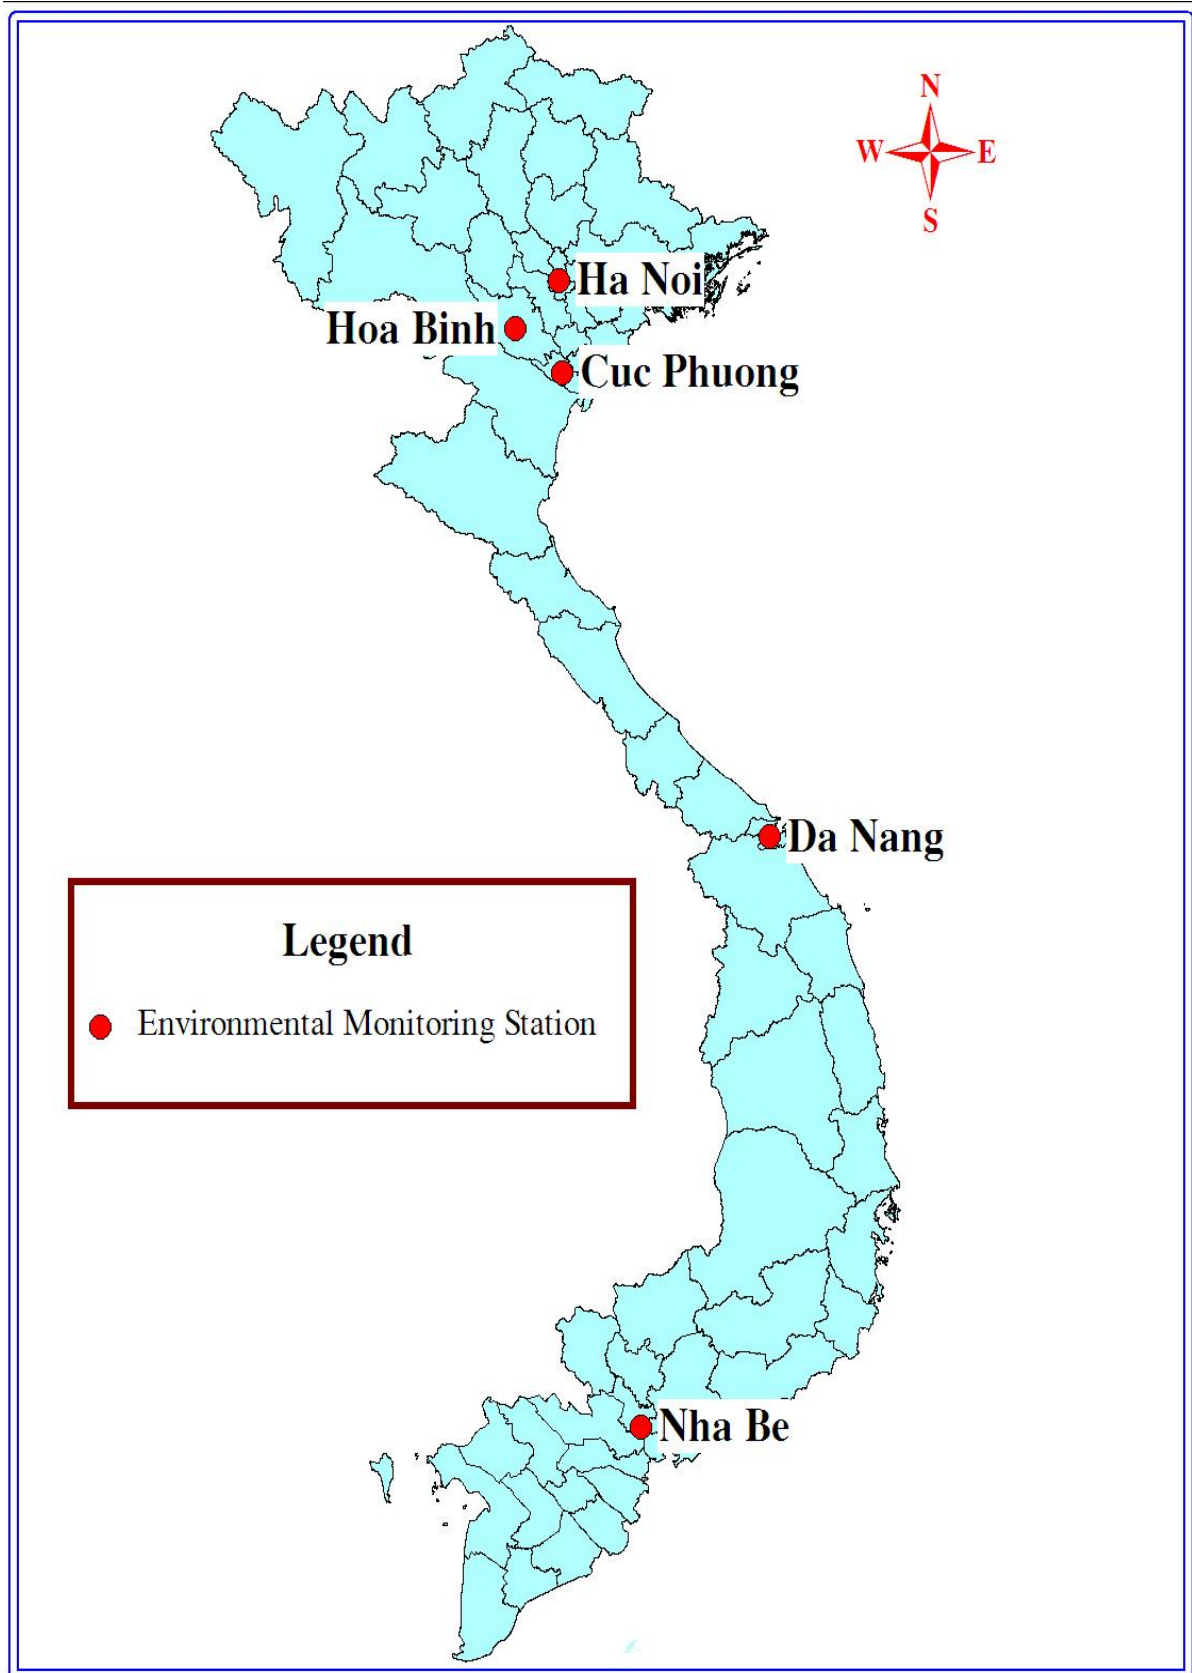 N
W E
S
Ha Noi
Hoa Binh
Cuc Phuong
Da Nang
Legend
Environmental Monitoring Station
Nha Be